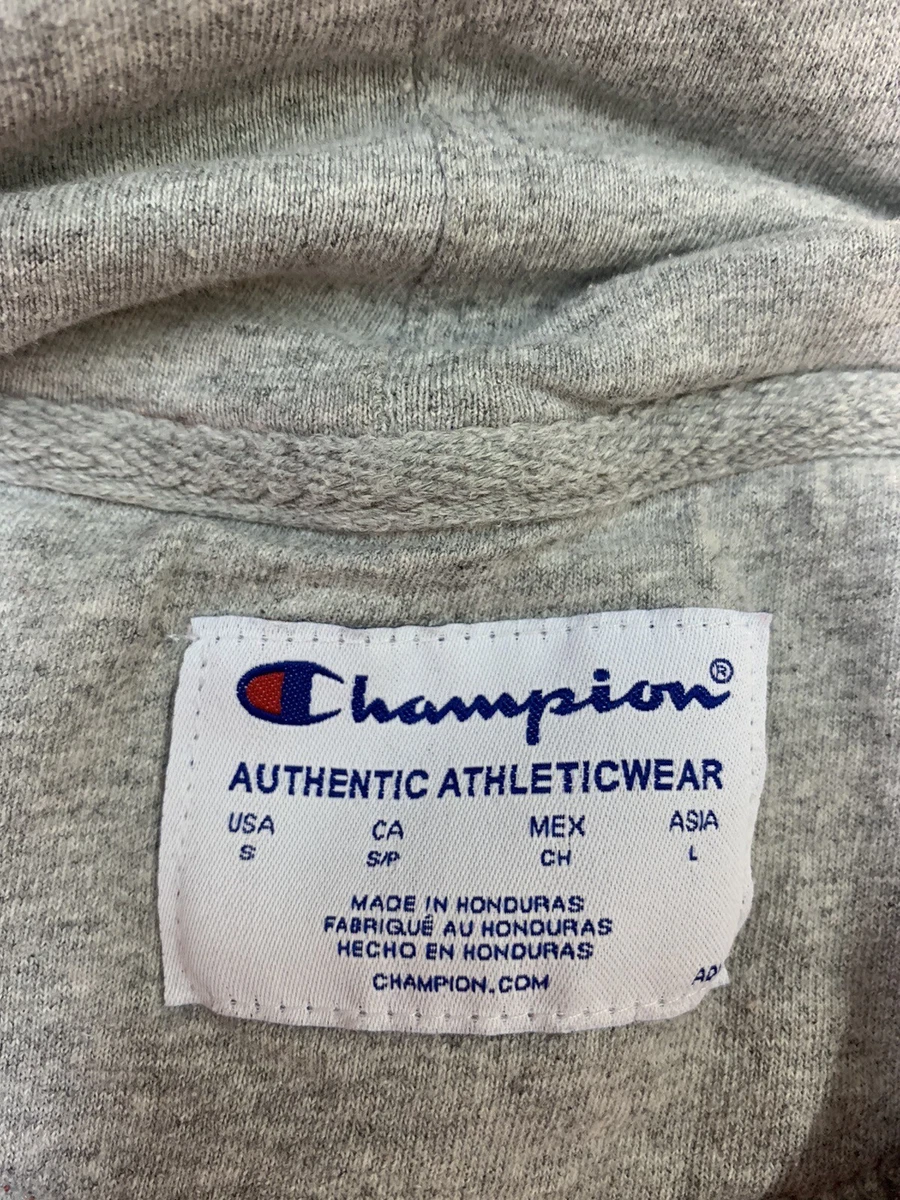 Champion®
AUTHENTIC ATHLETICWEAR
USA CA MEX ASIA
S S/P CH L
MADE IN HONDURAS
FABRIQUÉ AU HONDURAS
HECHO EN HONDURAS
CHAMPION.COM